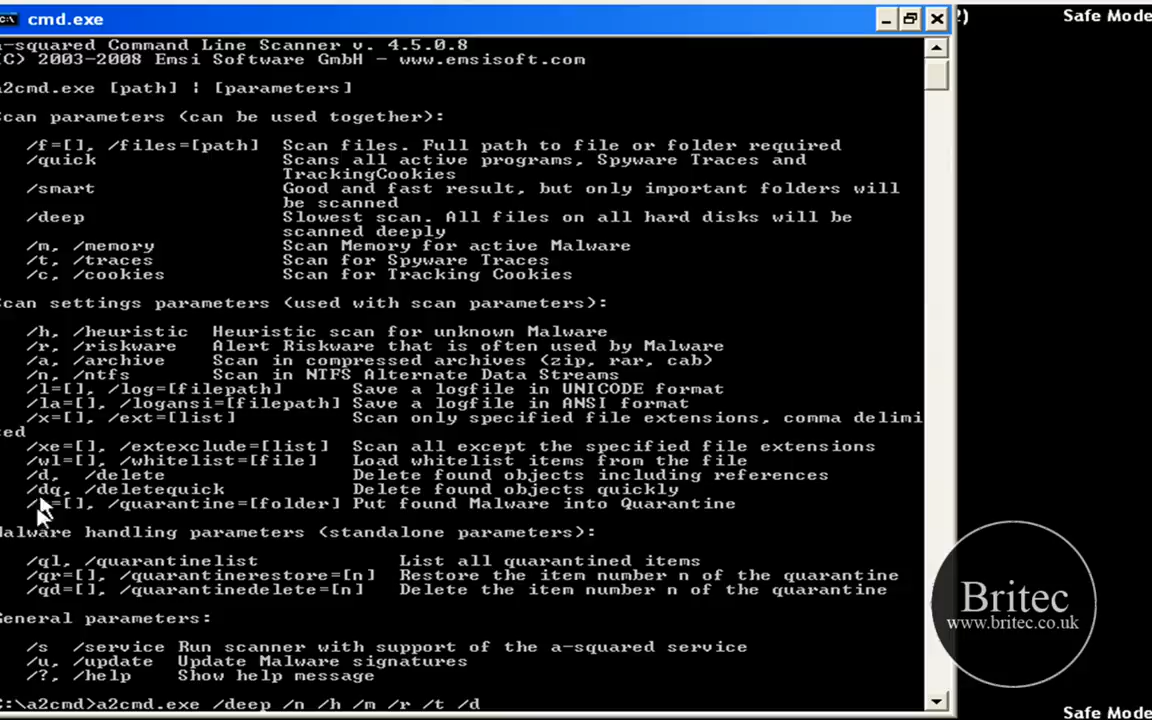 cmd.exe
2)
Safe Mode
a-squared Command Line Scanner v. 4.5.0.8
(C) 2003-2008 Emsi Software GmbH - www.emsisoft.com
a2cmd.exe [path] | [parameters]
Scan parameters (can be used together):
/f=[], /files=[path] Scan files. Full path to file or folder required
/quick Scans all active programs, Spyware Traces and
TrackingCookies
/smart Good and fast result, but only important folders will
be scanned
/deep Slowest scan. All files on all hard disks will be
scanned deeply
/m, /memory Scan Memory for active Malware
/t, /traces Scan for Spyware Traces
/c, /cookies Scan for Tracking Cookies
Scan settings parameters (used with scan parameters):
/h, /heuristic Heuristic scan for unknown Malware
/r, /riskware Alert Riskware that is often used by Malware
/a, /archive Scan in compressed archives (zip, rar, cab)
/n, /ntfs Scan in NTFS Alternate Data Streams
/l=[], /log=[filepath] Save a logfile in UNICODE format
/la=[], /logansi=[filepath] Save a logfile in ANSI format
/x=[], /ext=[list] Scan only specified file extensions, comma delimi
ted
/xe=[], /extexclude=[list] Scan all except the specified file extensions
/wl=[], /whitelist=[file] Load whitelist items from the file
/d, /delete Delete found objects including references
/dq, /deletequick Delete found objects quickly
=[], /quarantine=[folder] Put found Malware into Quarantine
Malware handling parameters (standalone parameters):
/ql, /quarantinelist List all quarantined items
/qr=[], /quarantinerestore=[n] Restore the item number n of the quarantine
/qd=[], /quarantinedelete=[n] Delete the item number n of the quarantine
General parameters:
/s /service Run scanner with support of the a-squared service
/u, /update Update Malware signatures
/?, /help Show help message
C:\a2cmd>a2cmd.exe /deep /n /h /m /r /t /d
Britec
www.britec.co.uk
Safe Mode